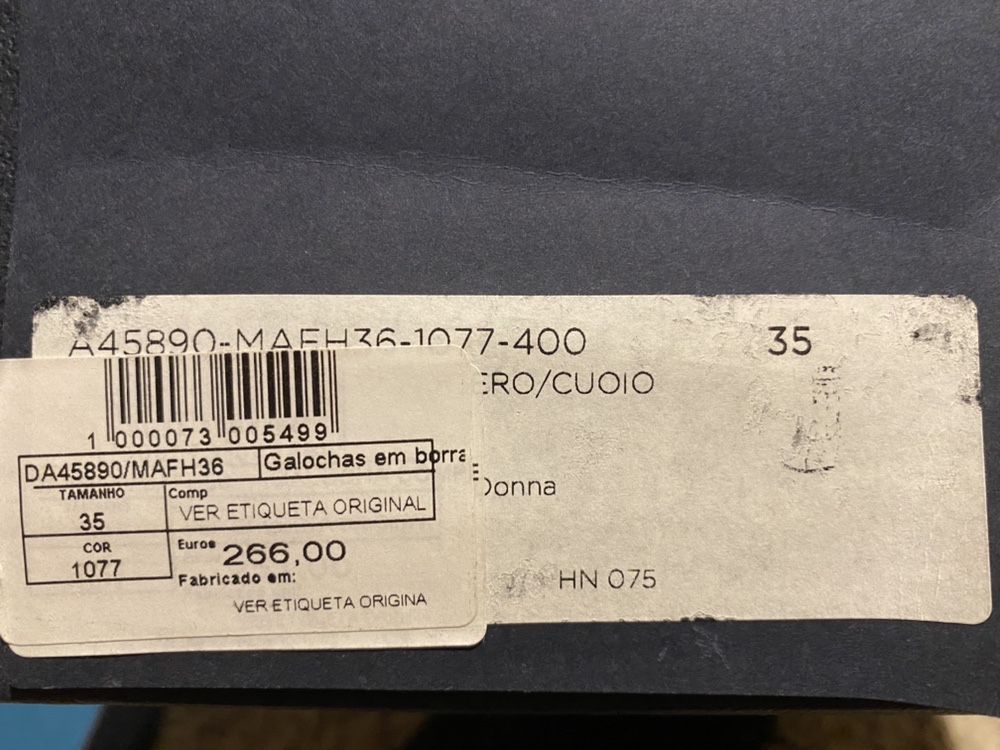 A45890-MAFH36-1077-400 35
ERO/CUOIO
Donna
HN 075
1 000073 005499
DA45890/MAFH36 Galochas em borra
TAMANHO Comp
35 VER ETIQUETA ORIGINAL
COR Euros 266,00
1077 Fabricado em:
VER ETIQUETA ORIGINA